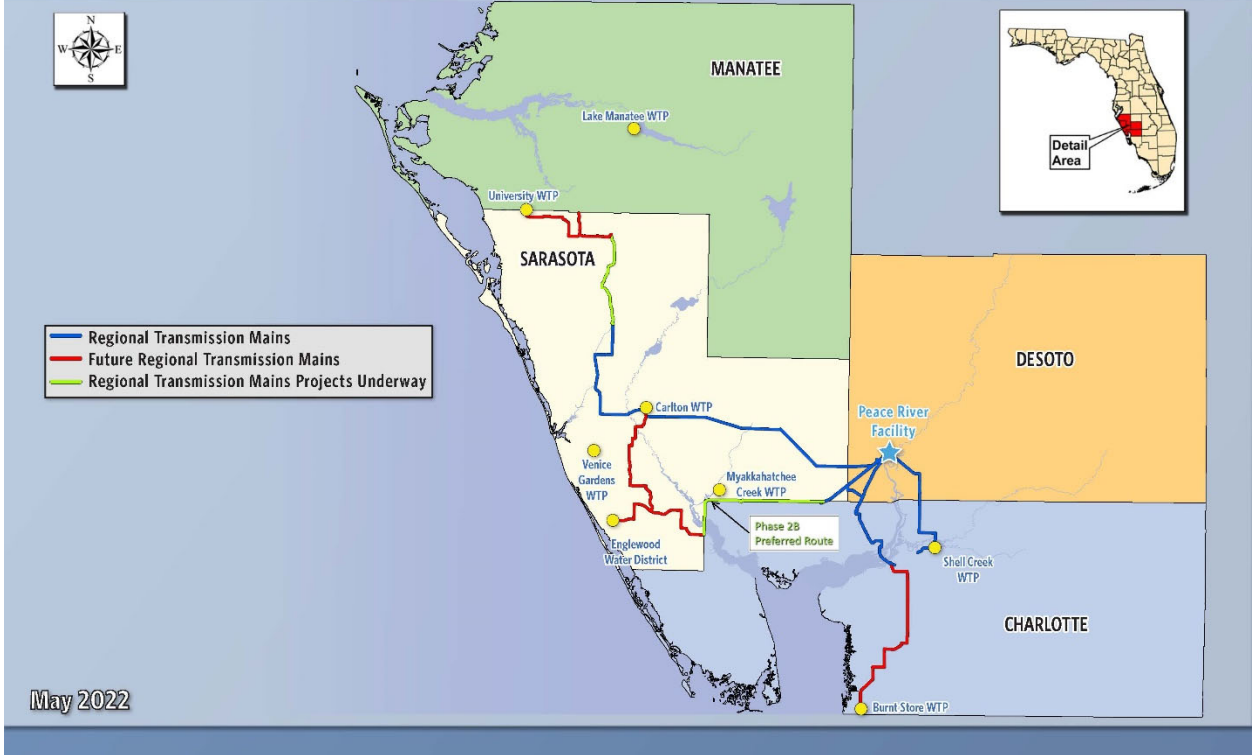 N
W E
S
MANATEE
Lake Manatee WTP
Detail
Area
University WTP
SARASOTA
Regional Transmission Mains
Future Regional Transmission Mains
Regional Transmission Mains Projects Underway
DESOTO
Carlton WTP
Peace River
Facility
Venice
Gardens
WTP
Myakkahatchee
Creek WTP
Phase 2B
Preferred Route
Englewood
Water District
Shell Creek
WTP
CHARLOTTE
May 2022
Burnt Store WTP